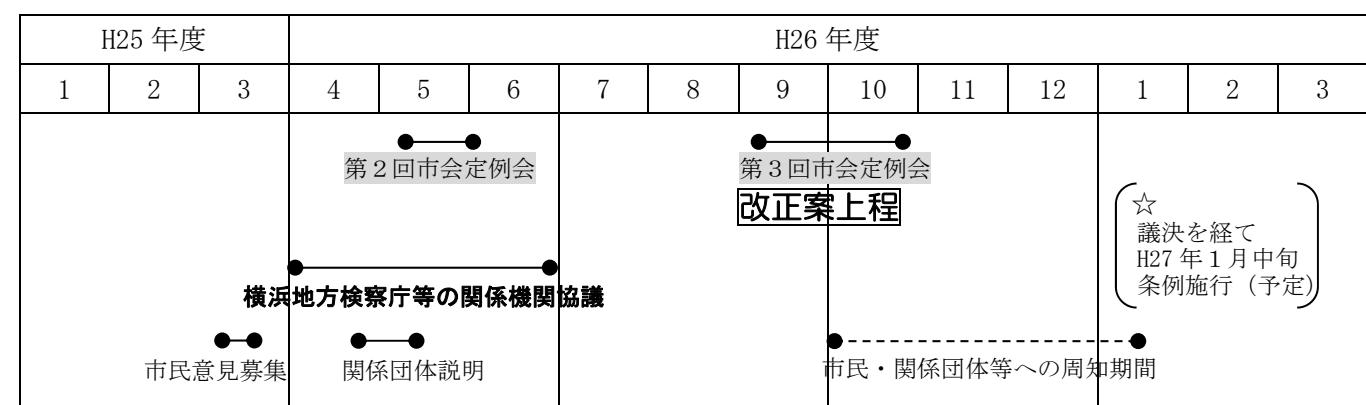 H25 年度 H26 年度
1 2 3 4 5 6 7 8 9 10 11 12 1 2 3
第2回市会定例会 第3回市会定例会
改正案上程
☆
議決を経て
H27 年1月中旬
条例施行（予定）
横浜地方検察庁等の関係機関協議
市民意見募集 関係団体説明 市民・関係団体等への周知期間